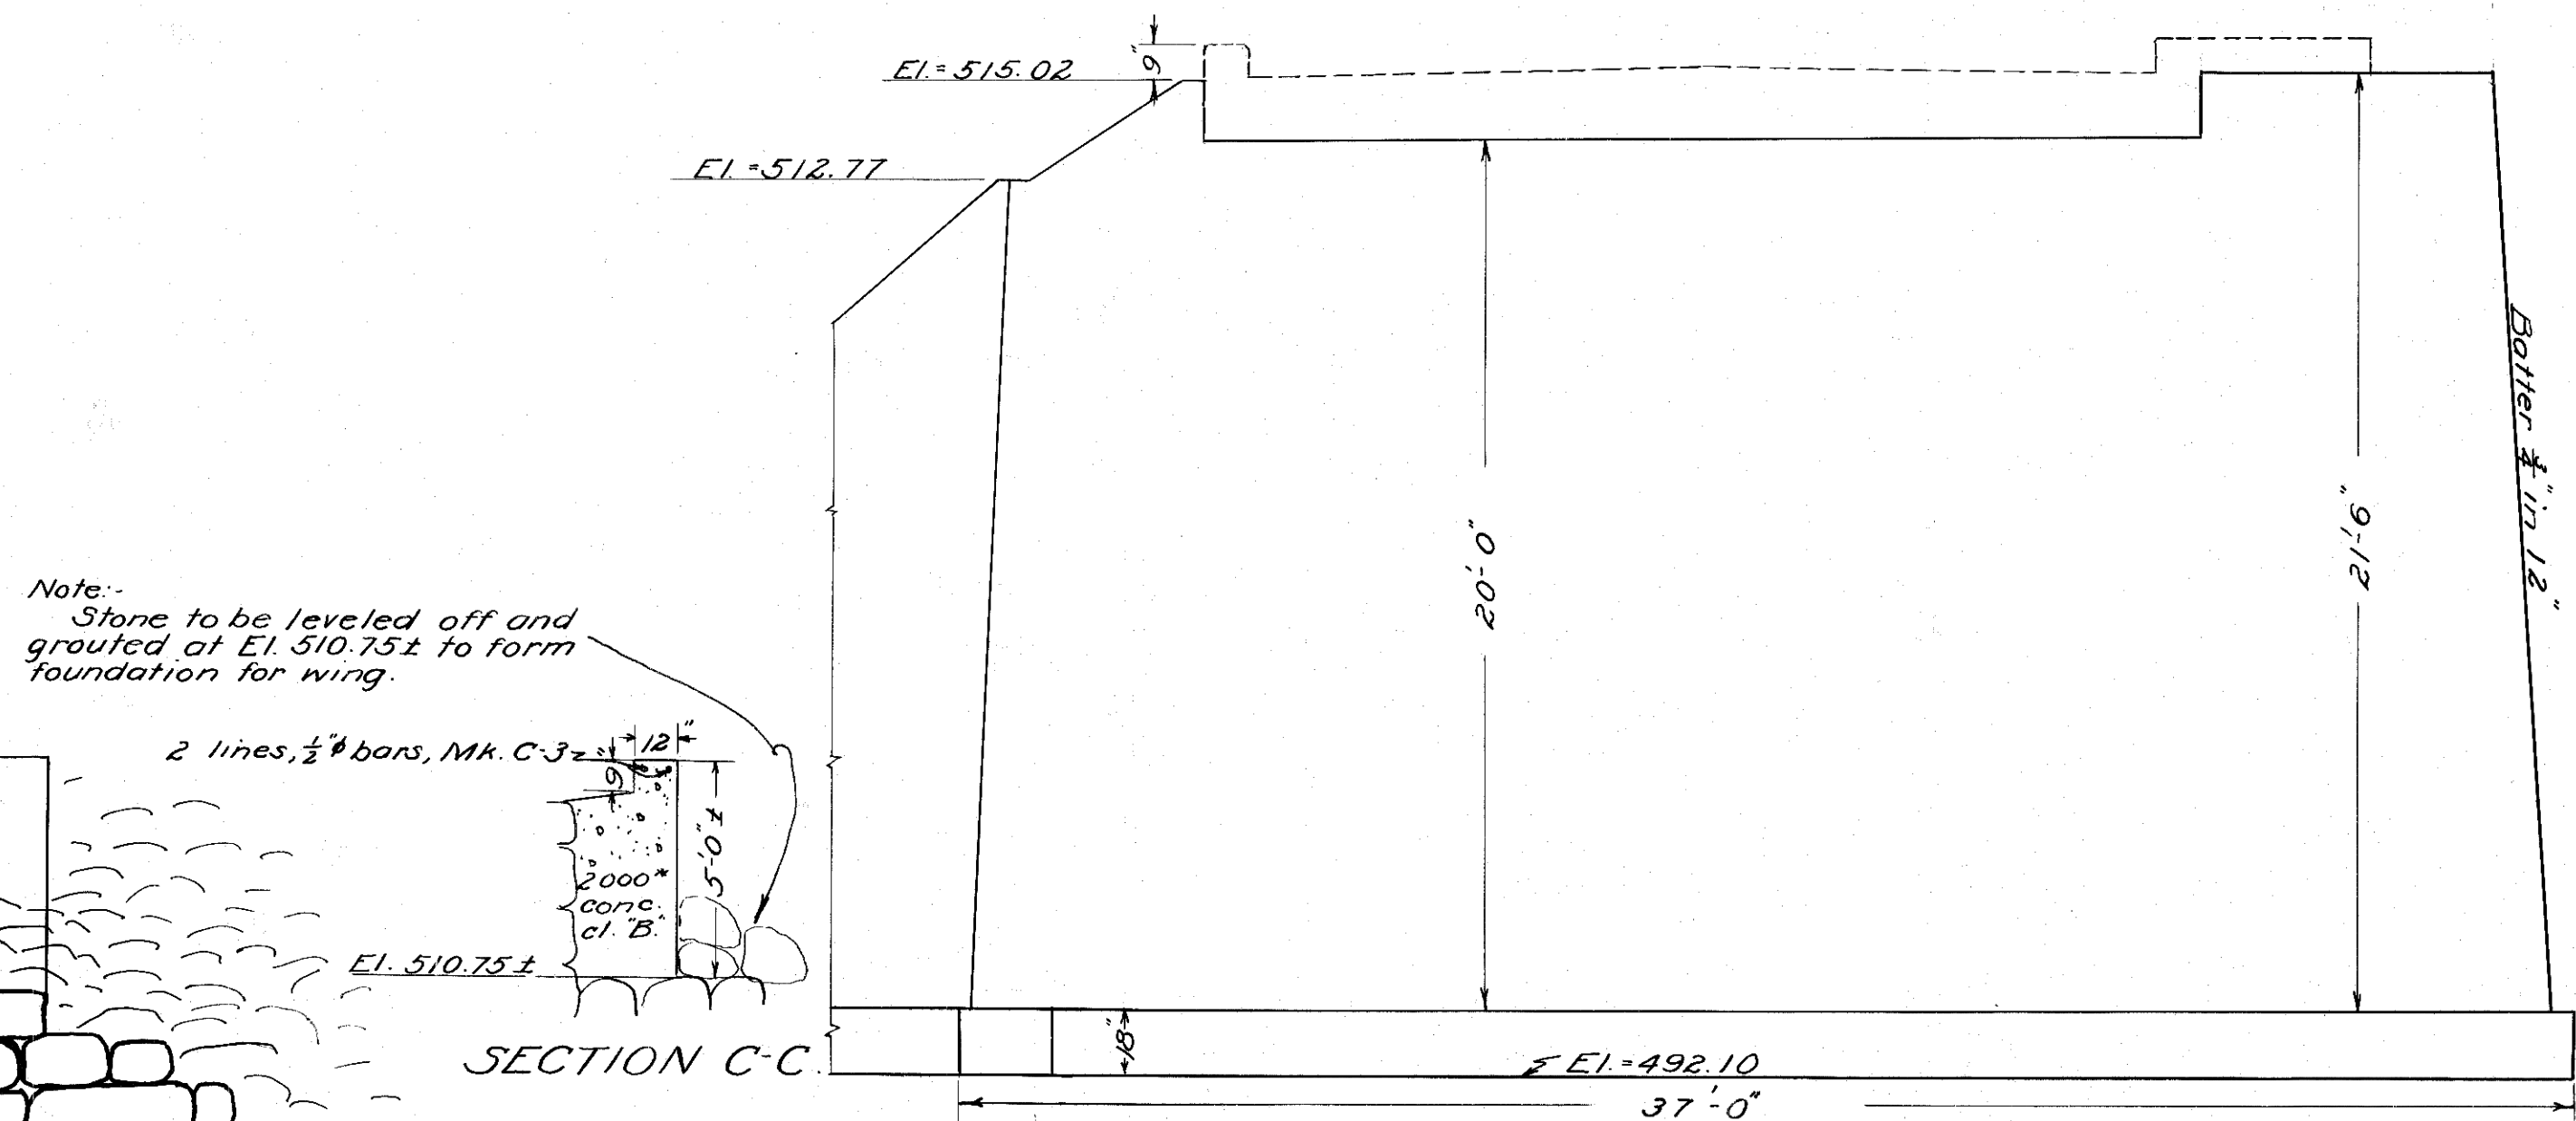 9"
El.=515.02
El.=512.77
Batter 3/4" in 12"
20'-0"
21'-9"
Note:-
Stone to be leveled off and
grouted at El. 510.75± to form
foundation for wing.
2 lines, 1/2"ϕ bars, Mk. C-3
12"
9"
5'-0"±
2000#
conc.
cl. "B."
El. 510.75±
SECTION C-C.
18"
El.=492.10
37'-0"